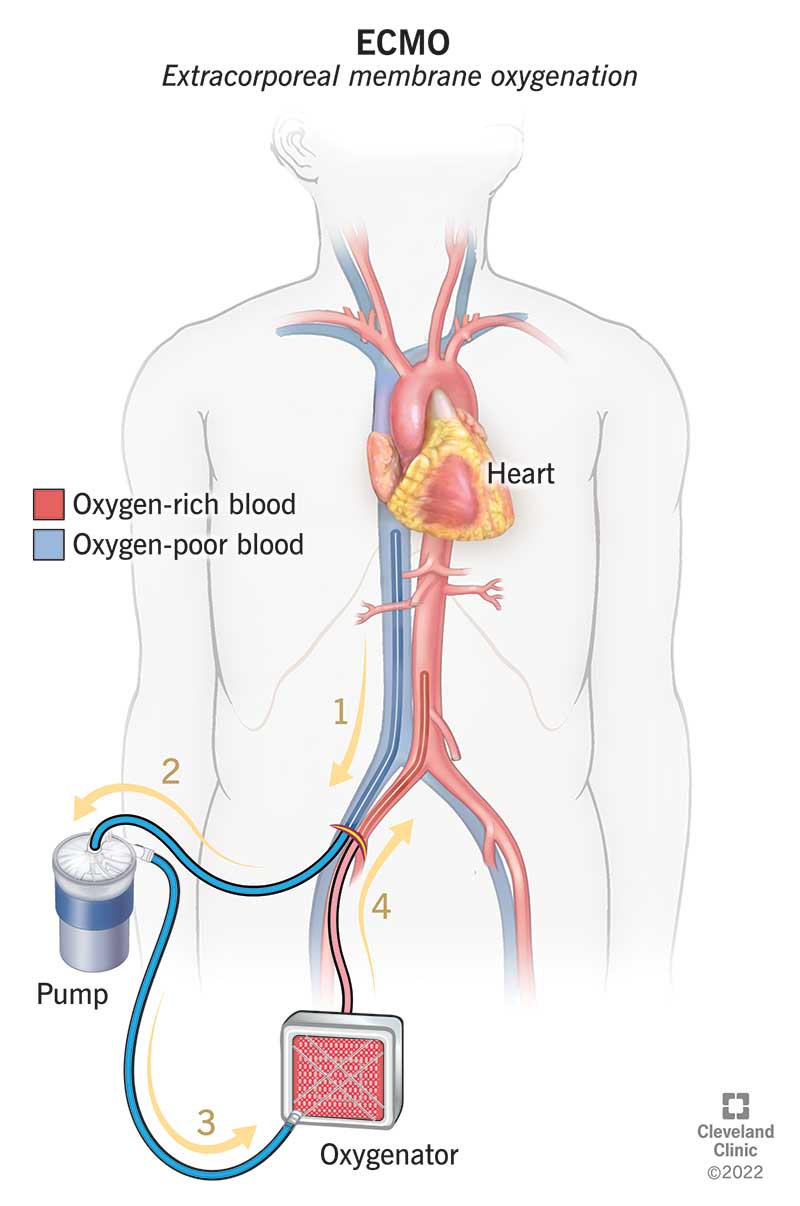 ECMO
Extracorporeal membrane oxygenation
Heart
Oxygen-rich blood
Oxygen-poor blood
1
2
4
Pump
3
Oxygenator
Cleveland
Clinic
©2022